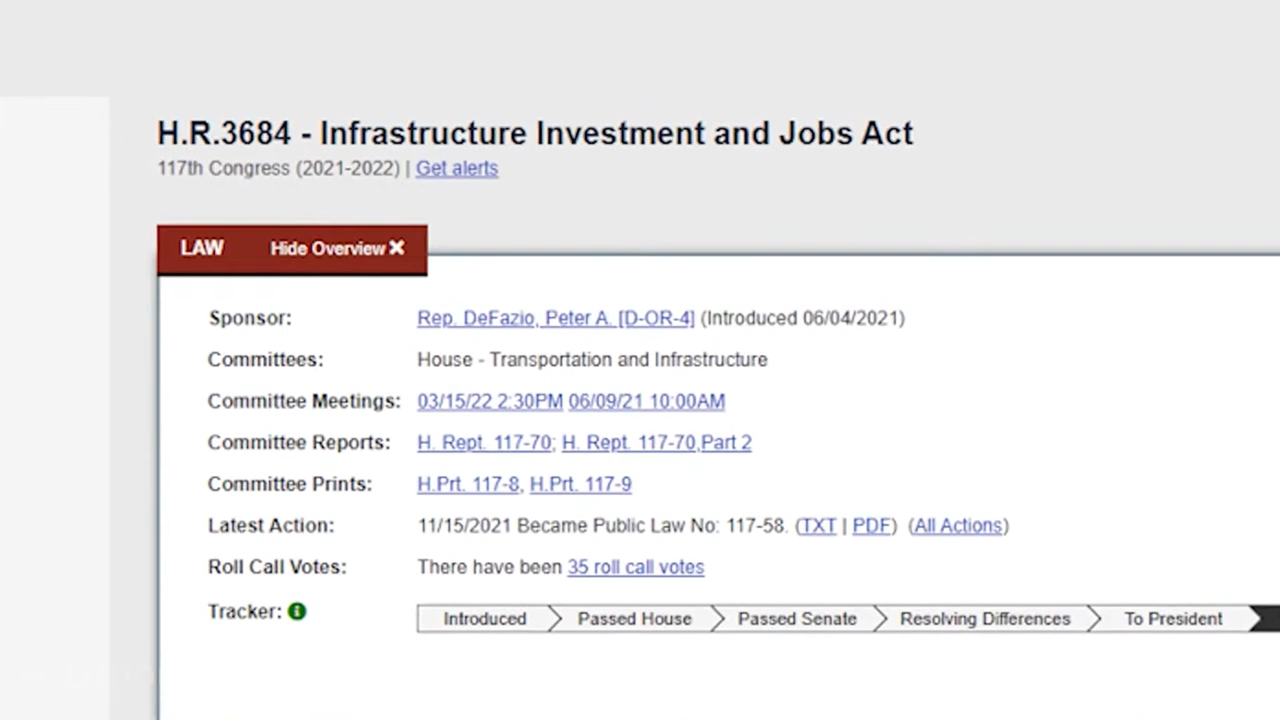 H.R.3684 - Infrastructure Investment and Jobs Act
117th Congress (2021-2022) | Get alerts
LAW Hide Overview ✕
Sponsor: Rep. DeFazio, Peter A. [D-OR-4] (Introduced 06/04/2021)
Committees: House - Transportation and Infrastructure
Committee Meetings: 03/15/22 2:30PM 06/09/21 10:00AM
Committee Reports: H. Rept. 117-70; H. Rept. 117-70,Part 2
Committee Prints: H.Prt. 117-8, H.Prt. 117-9
Latest Action: 11/15/2021 Became Public Law No: 117-58. (TXT | PDF) (All Actions)
Roll Call Votes: There have been 35 roll call votes
Tracker: Introduced Passed House Passed Senate Resolving Differences To President